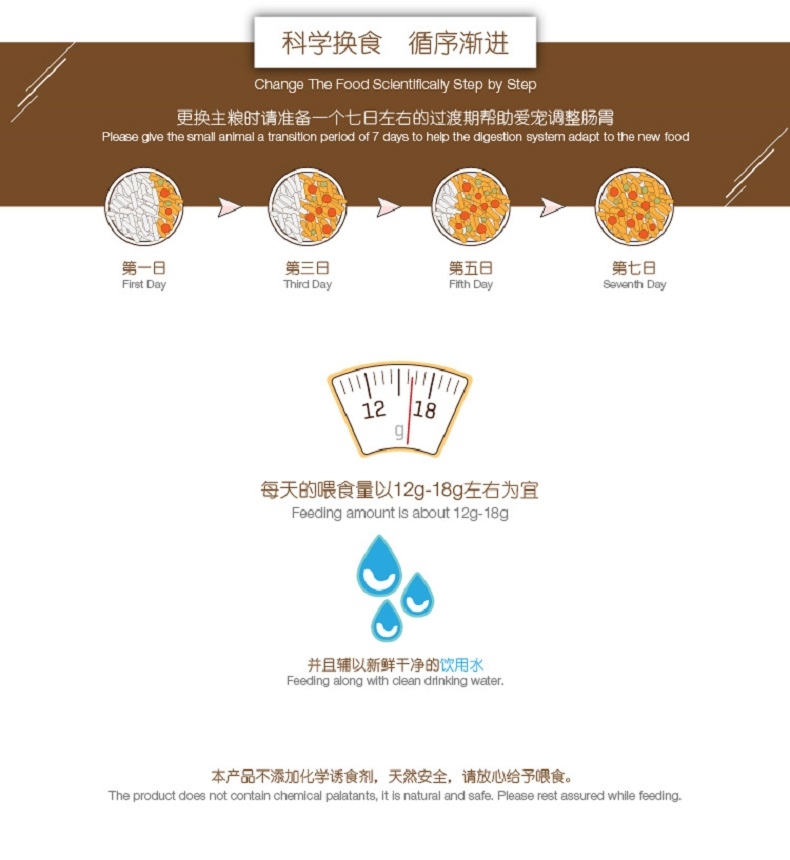 科学换食 循序渐进
Change The Food Scientifically Step by Step
更换主粮时请准备一个七日左右的过渡期帮助爱宠调整肠胃
Please give the small animal a transition period of 7 days to help the digestion system adapt to the new food
第一日 第三日 第五日 第七日
First Day Third Day Fifth Day Seventh Day
12 18
g
每天的喂食量以12g-18g左右为宜
Feeding amount is about 12g-18g
并且辅以新鲜干净的饮用水
Feeding along with clean drinking water.
本产品不添加化学诱食剂，天然安全，请放心给予喂食。
The product does not contain chemical palatants, it is natural and safe. Please rest assured while feeding.